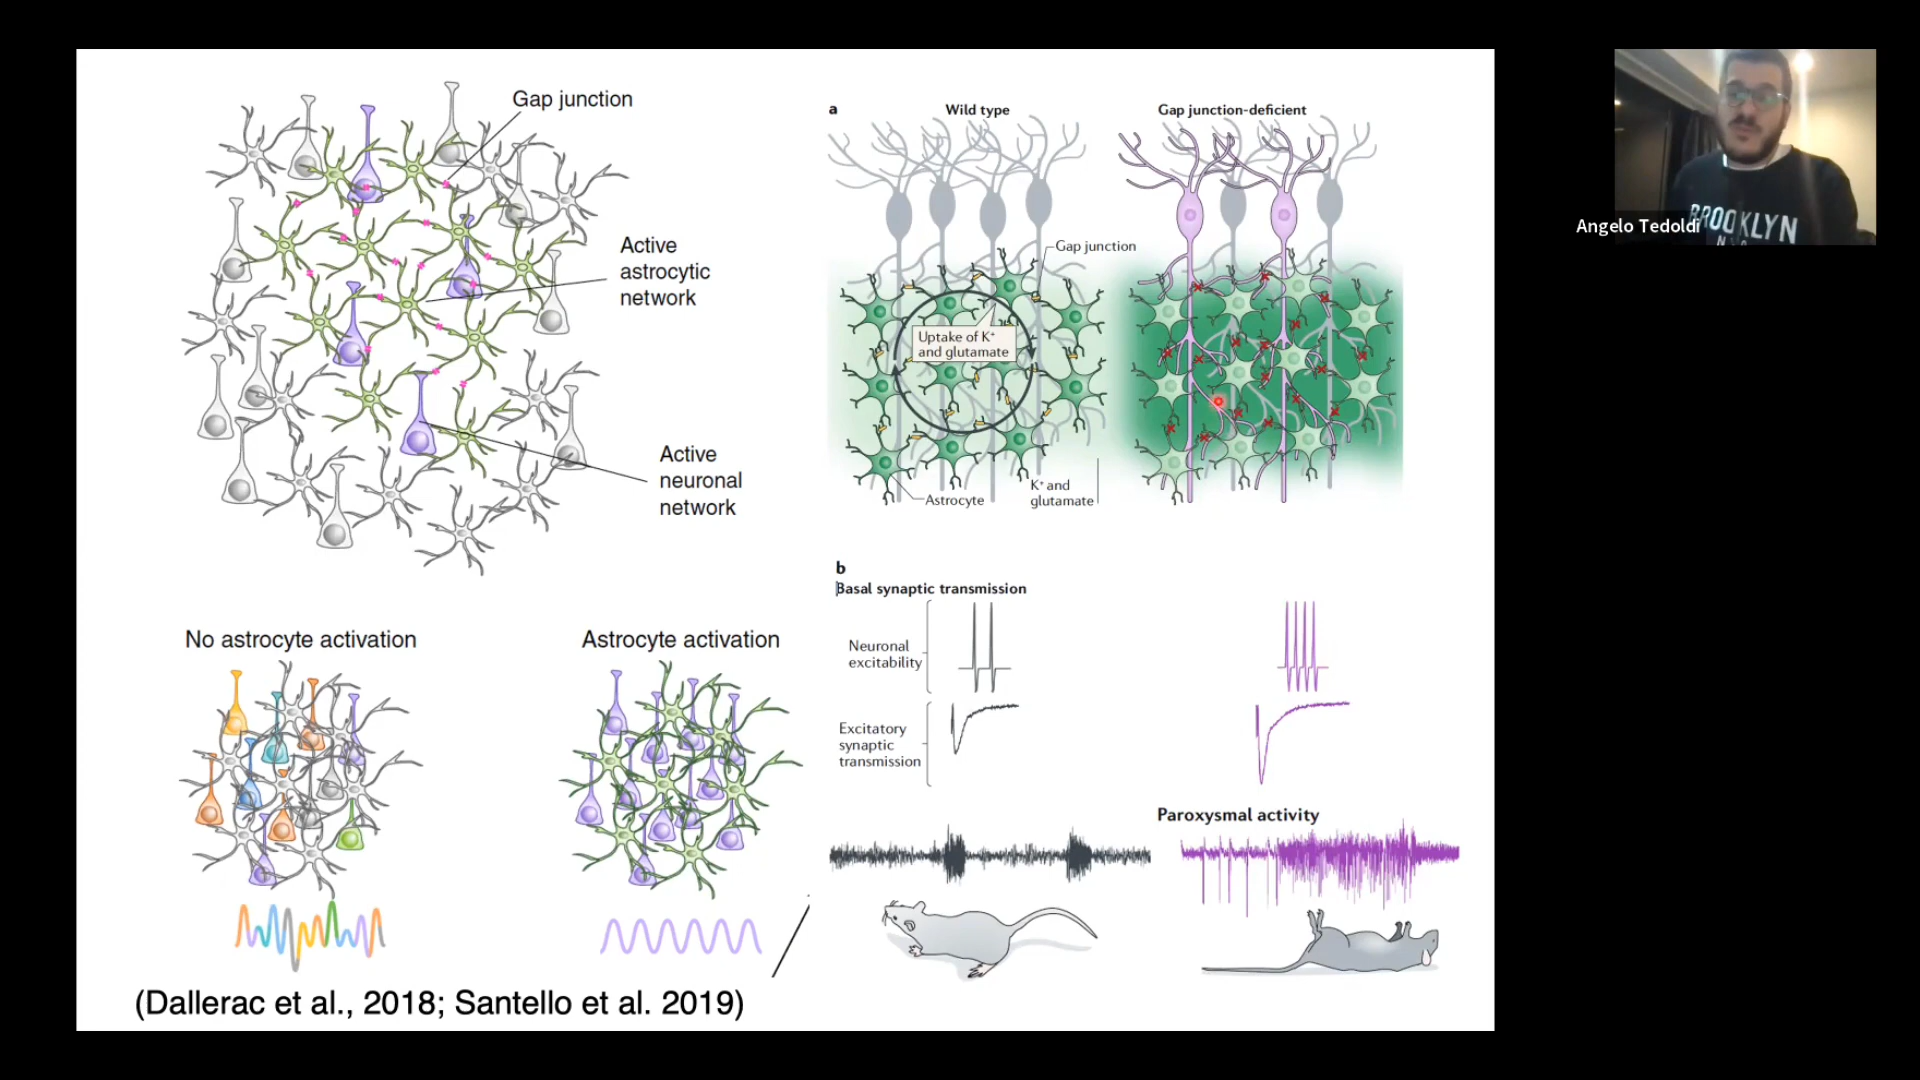 Gap junction
Active
astrocytic
network
Active
neuronal
network
No astrocyte activation
Astrocyte activation
(Dallerac et al., 2018; Santello et al. 2019)
a
Wild type
Gap junction-deficient
Gap junction
Uptake of K⁺
and glutamate
Astrocyte
K⁺ and
glutamate
b
Basal synaptic transmission
Neuronal
excitability
Excitatory
synaptic
transmission
Paroxysmal activity
BROOKLYN
Angelo Tedoldi